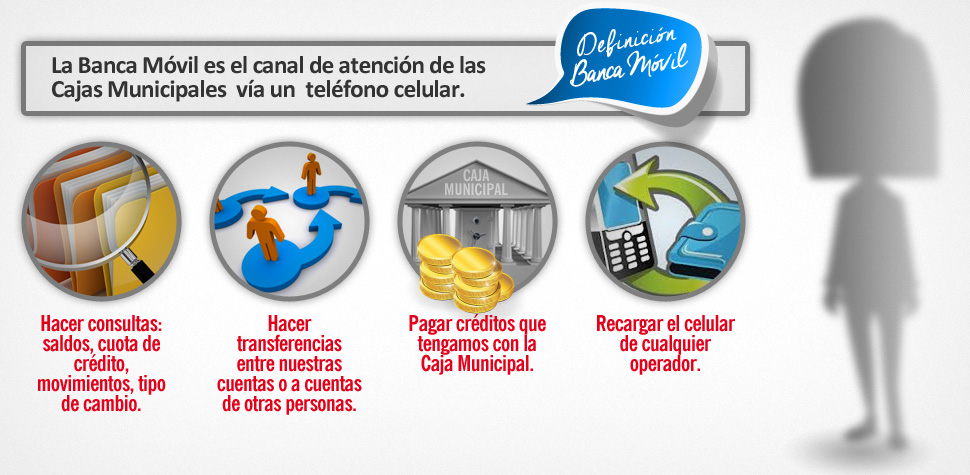 Definición
Banca Móvil
La Banca Móvil es el canal de atención de las
Cajas Municipales vía un teléfono celular.
CAJA
MUNICIPAL
Hacer consultas:
saldos, cuota de
crédito,
movimientos, tipo
de cambio.
Hacer
transferencias
entre nuestras
cuentas o a cuentas
de otras personas.
Pagar créditos que
tengamos con la
Caja Municipal.
Recargar el celular
de cualquier
operador.